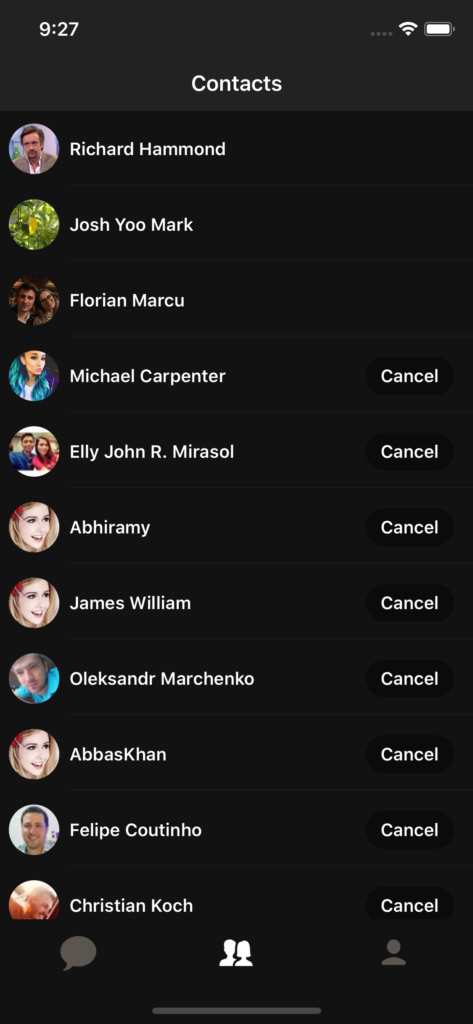 9:27
Contacts
Richard Hammond
Josh Yoo Mark
Florian Marcu
Michael Carpenter Cancel
Elly John R. Mirasol Cancel
Abhiramy Cancel
James William Cancel
Oleksandr Marchenko Cancel
AbbasKhan Cancel
Felipe Coutinho Cancel
Christian Koch Cancel